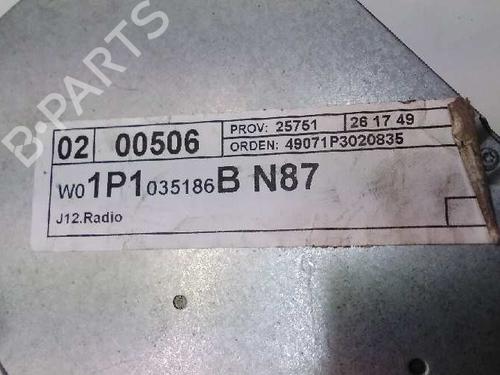 B-PARTS
02 00506 PROV: 25751 26 17 49
ORDEN: 49071P3020835
W01P1035186B N87
J12.Radio